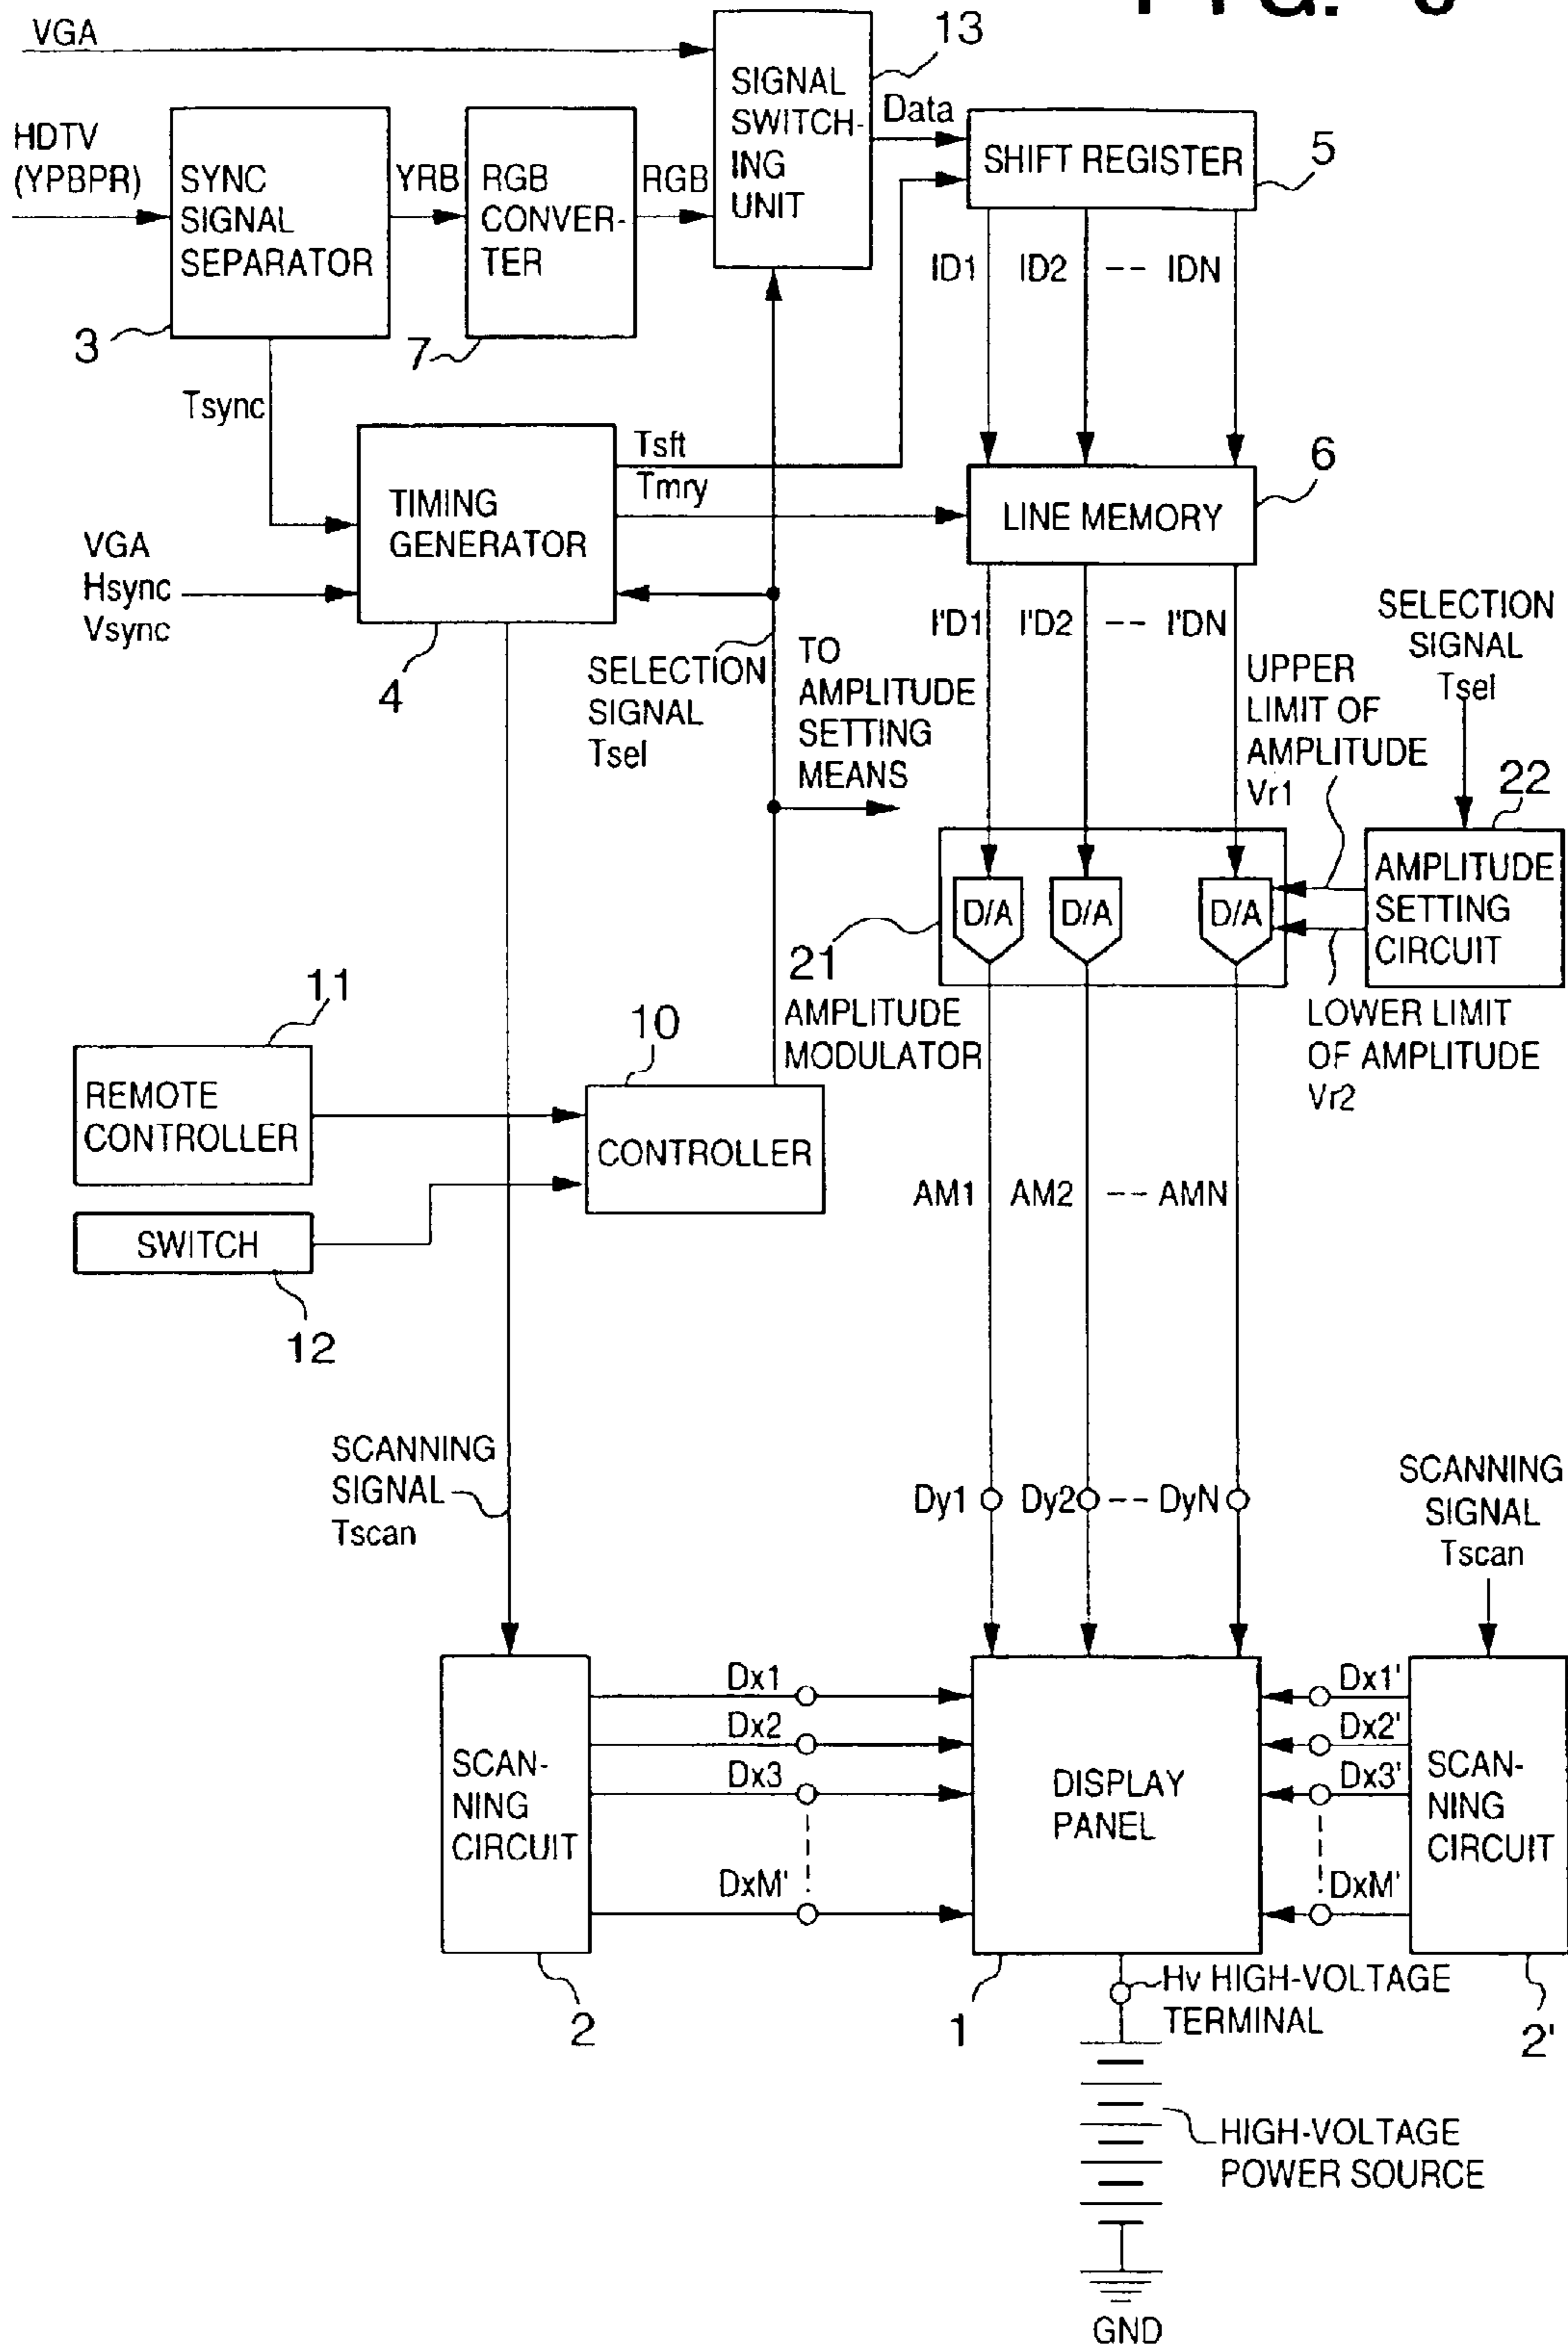 VGA
13
SIGNAL
SWITCH-
ING
UNIT
Data
HDTV
(YPBPR)
SYNC
SIGNAL
SEPARATOR
YRB
RGB
CONVER-
TER
RGB
SHIFT REGISTER
5
3
7
ID1 ID2 -- IDN
Tsync
Tsft
Tmry
TIMING
GENERATOR
6
LINE MEMORY
VGA
Hsync
Vsync
4
SELECTION
SIGNAL
Tsel
TO
AMPLITUDE
SETTING
MEANS
I'D1 I'D2 -- I'DN
UPPER
LIMIT OF
AMPLITUDE
Vr1
SELECTION
SIGNAL
Tsel
22
D/A D/A D/A
AMPLITUDE
SETTING
CIRCUIT
21
AMPLITUDE
MODULATOR
LOWER LIMIT
OF AMPLITUDE
Vr2
11
REMOTE
CONTROLLER
10
CONTROLLER
SWITCH
12
AM1 AM2 -- AMN
SCANNING
SIGNAL
Tscan
Dy1 Dy2 -- DyN
SCANNING
SIGNAL
Tscan
SCAN-
NING
CIRCUIT
Dx1
Dx2
Dx3
DxM'
DISPLAY
PANEL
Dx1'
Dx2'
Dx3'
DxM'
SCAN-
NING
CIRCUIT
2
1
2'
Hv HIGH-VOLTAGE
TERMINAL
HIGH-VOLTAGE
POWER SOURCE
GND